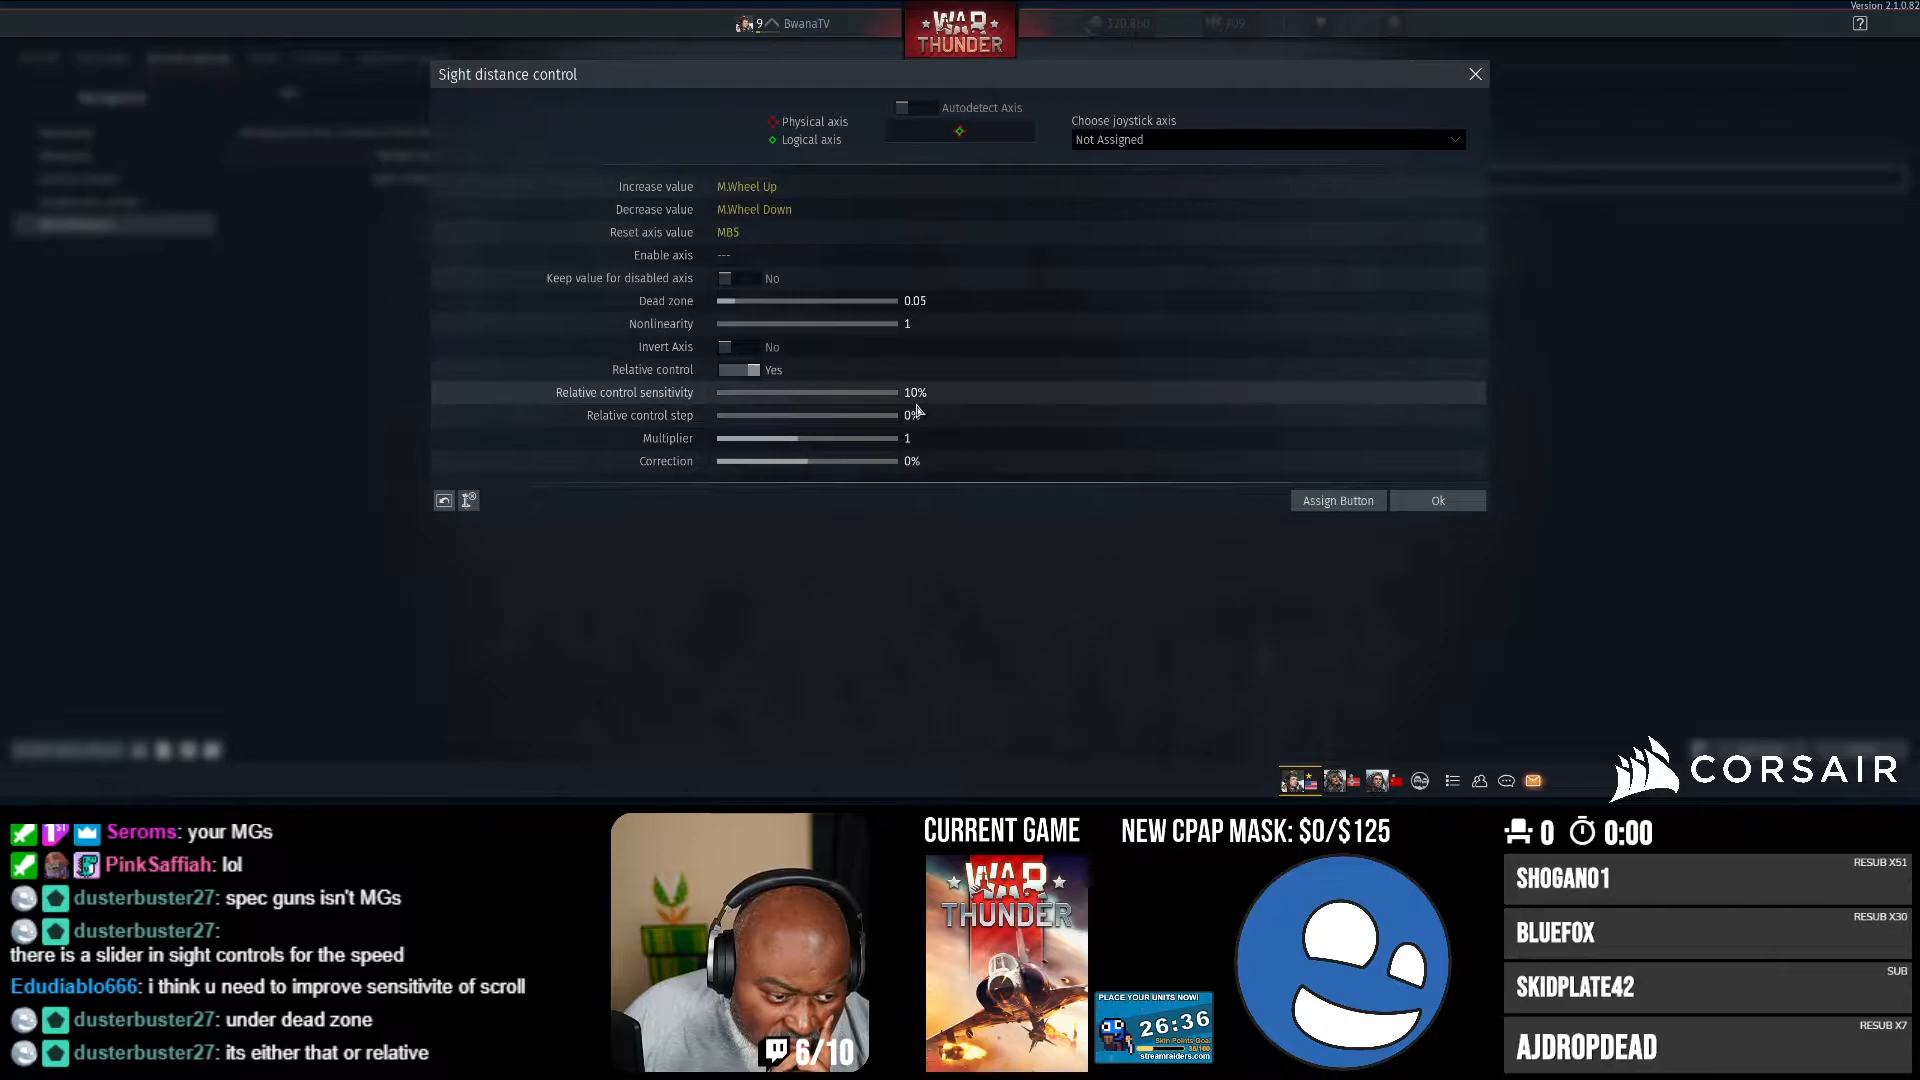 Version 2.1.0.82
9 BwanaTV
WAR
THUNDER
Sight distance control
Autodetect Axis
Physical axis
Logical axis
Choose joystick axis
Not Assigned
Increase value M.Wheel Up
Decrease value M.Wheel Down
Reset axis value MB5
Enable axis ---
Keep value for disabled axis No
Dead zone 0.05
Nonlinearity 1
Invert Axis No
Relative control Yes
Relative control sensitivity 10%
Relative control step 0%
Multiplier 1
Correction 0%
Assign Button Ok
CORSAIR
Seroms: your MGs
PinkSaffiah: lol
dusterbuster27: spec guns isn't MGs
dusterbuster27:
there is a slider in sight controls for the speed
Edudiablo666: i think u need to improve sensitivite of scroll
dusterbuster27: under dead zone
dusterbuster27: its either that or relative
6/10
CURRENT GAME
WAR
THUNDER
NEW CPAP MASK: $0/$125
PLACE YOUR UNITS NOW!
26:36
Skin Points Goal
streamraiders.com
0 0:00
RESUB X51
SHOGAN01
RESUB X30
BLUEFOX
SUB
SKIDPLATE42
RESUB X7
AJDROPDEAD